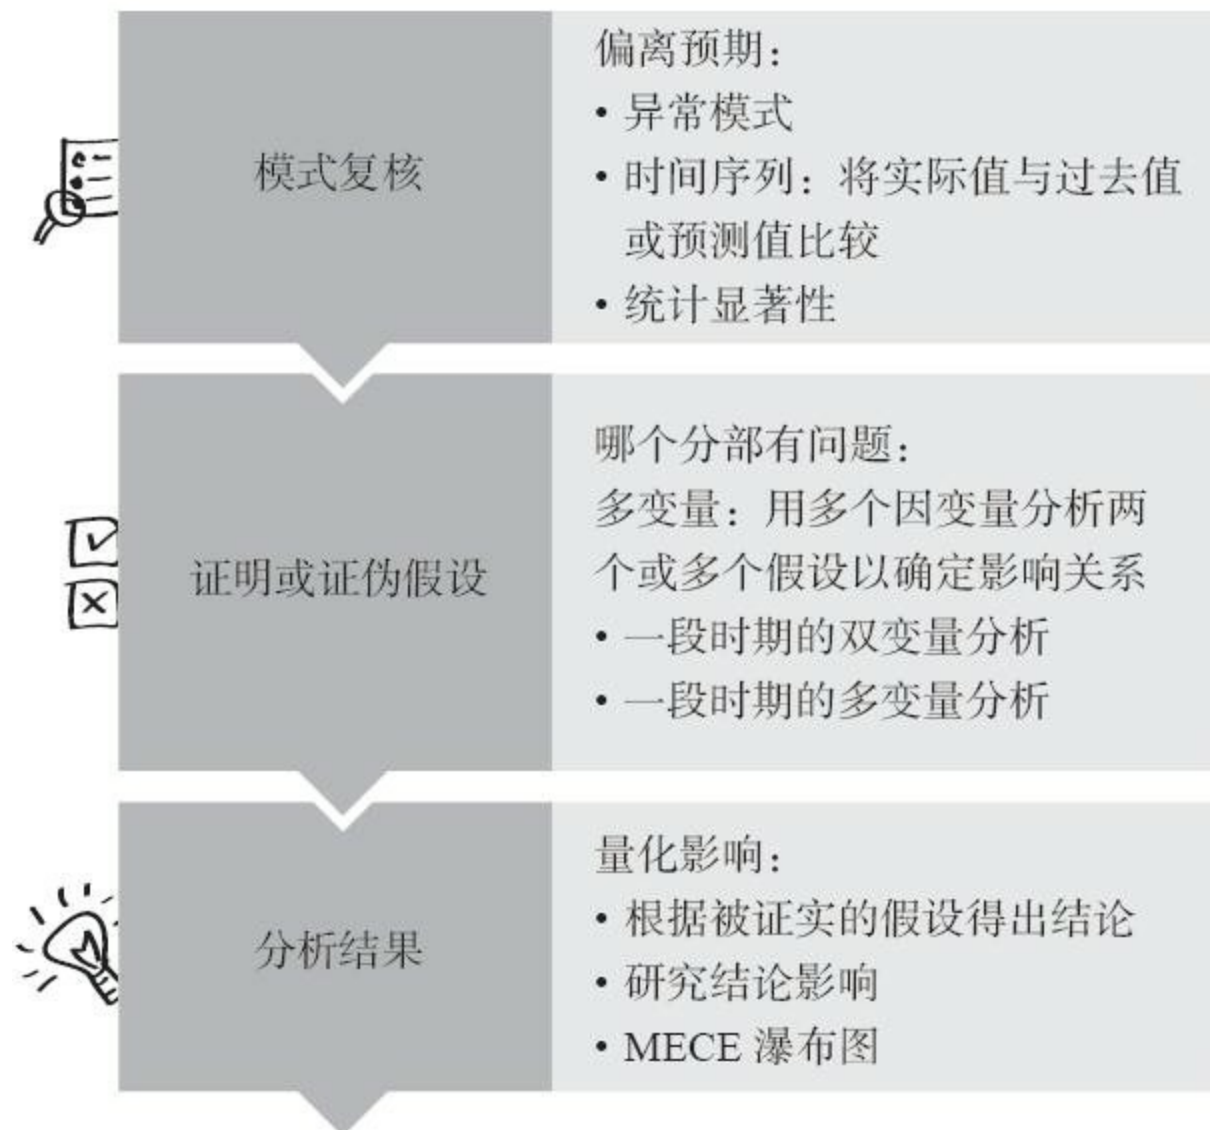 模式复核
偏离预期：
• 异常模式
• 时间序列：将实际值与过去值
或预测值比较
• 统计显著性
证明或证伪假设
哪个分部有问题：
多变量：用多个因变量分析两
个或多个假设以确定影响关系
• 一段时期的双变量分析
• 一段时期的多变量分析
分析结果
量化影响：
• 根据被证实的假设得出结论
• 研究结论影响
• MECE 瀑布图